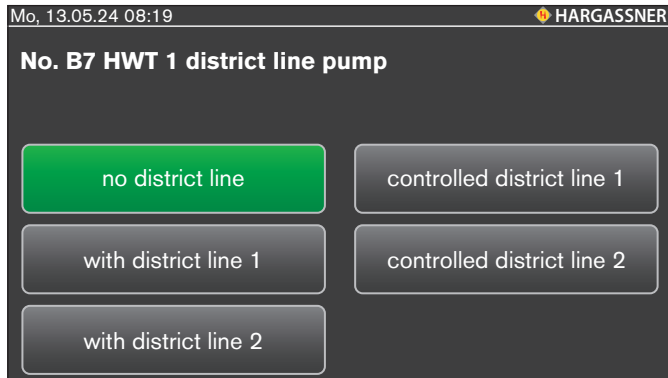 Mo, 13.05.24 08:19
HARGASSNER
No. B7 HWT 1 district line pump
no district line
controlled district line 1
with district line 1
controlled district line 2
with district line 2